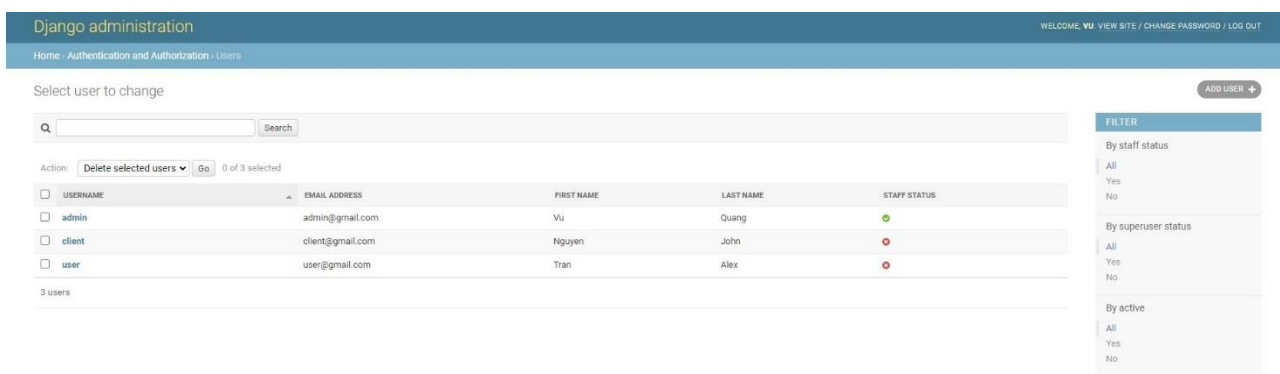 Django administration
WELCOME, VU. VIEW SITE / CHANGE PASSWORD / LOG OUT
Home › Authentication and Authorization › Users
Select user to change
ADD USER +
Search
Action: Delete selected users Go 0 of 3 selected
USERNAME EMAIL ADDRESS FIRST NAME LAST NAME STAFF STATUS
admin admin@gmail.com Vu Quang
client client@gmail.com Nguyen John
user user@gmail.com Tran Alex
3 users
FILTER
By staff status
All
Yes
No
By superuser status
All
Yes
No
By active
All
Yes
No